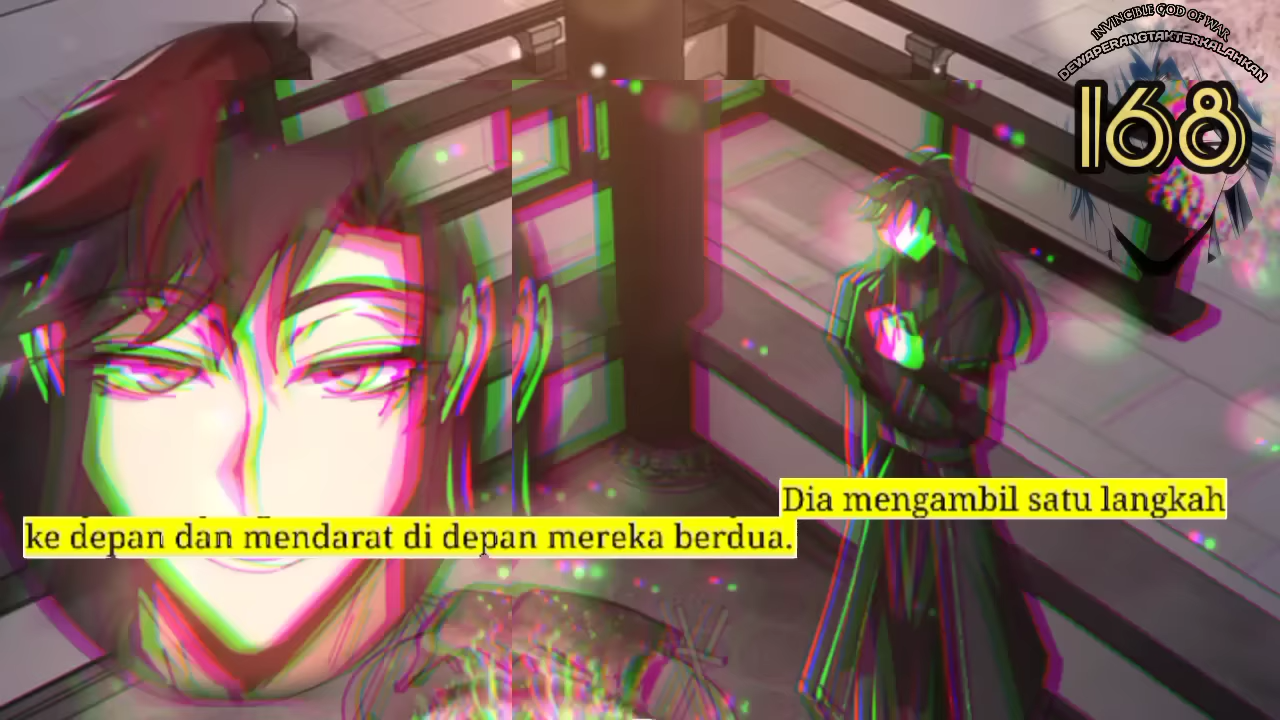 INVINCIBLE GOD OF WAR
DEWAPERANGTAKTERKALAHKAN
168
Dia mengambil satu langkah
ke depan dan mendarat di depan mereka berdua.